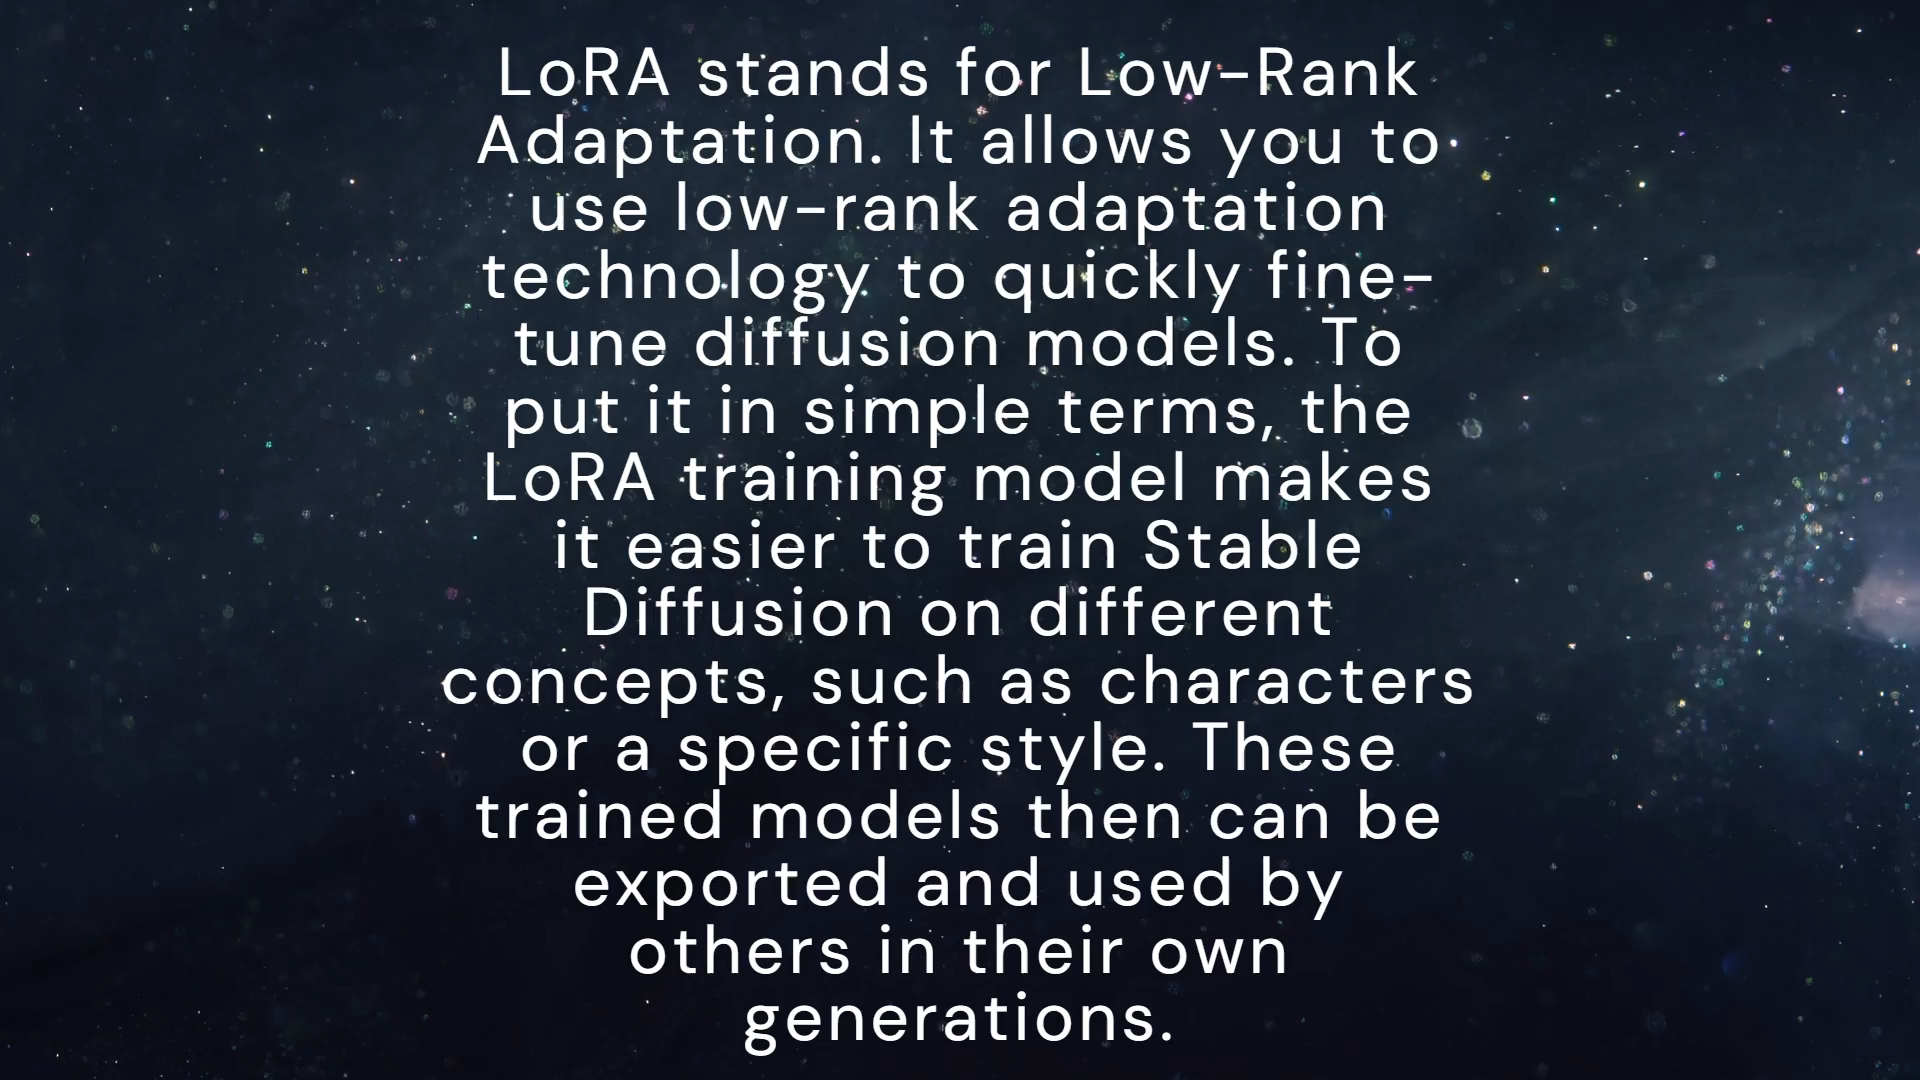 LoRA stands for Low-Rank
Adaptation. It allows you to
use low-rank adaptation
technology to quickly fine-
tune diffusion models. To
put it in simple terms, the
LoRA training model makes
it easier to train Stable
Diffusion on different
concepts, such as characters
or a specific style. These
trained models then can be
exported and used by
others in their own
generations.